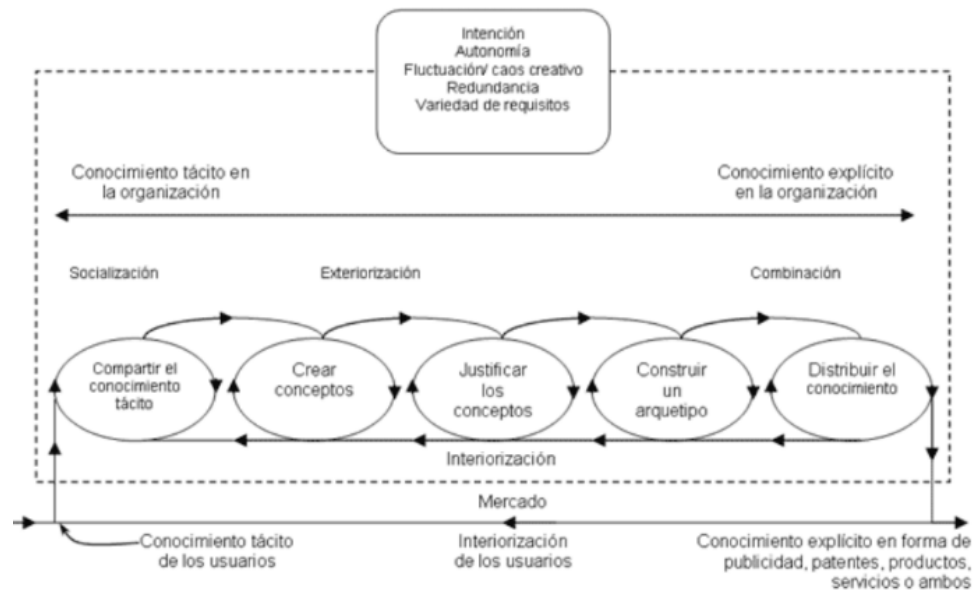 Intención
Autonomía
Fluctuación/ caos creativo
Redundancia
Variedad de requisitos
Conocimiento tácito en
la organización
Conocimiento explícito
en la organización
Socialización
Exteriorización
Combinación
Compartir el
conocimiento
tácito
Crear
conceptos
Justificar
los
conceptos
Construir
un
arquetipo
Distribuir el
conocimiento
Interiorización
Mercado
Conocimiento tácito
de los usuarios
Interiorización
de los usuarios
Conocimiento explícito en forma de
publicidad, patentes, productos,
servicios o ambos